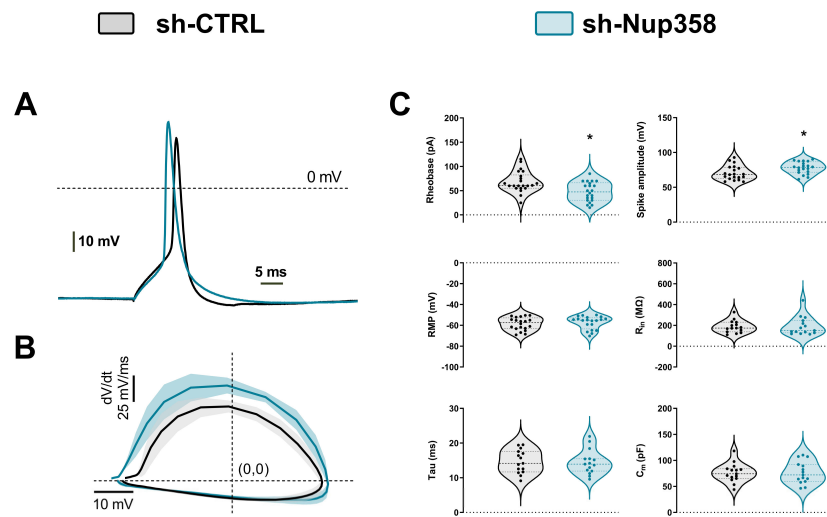 sh-CTRL
sh-Nup358
A
0 mV
10 mV
5 ms
B
dV/dt
25 mV/ms
(0,0)
10 mV
C
Rheobase (pA)
200
150
100
50
0
*
Spike amplitude (mV)
150
100
50
0
*
RMP (mV)
0
-20
-40
-60
-80
-100
Rin (MΩ)
800
600
400
200
0
-200
Tau (ms)
30
20
10
0
Cm (pF)
200
150
100
50
0